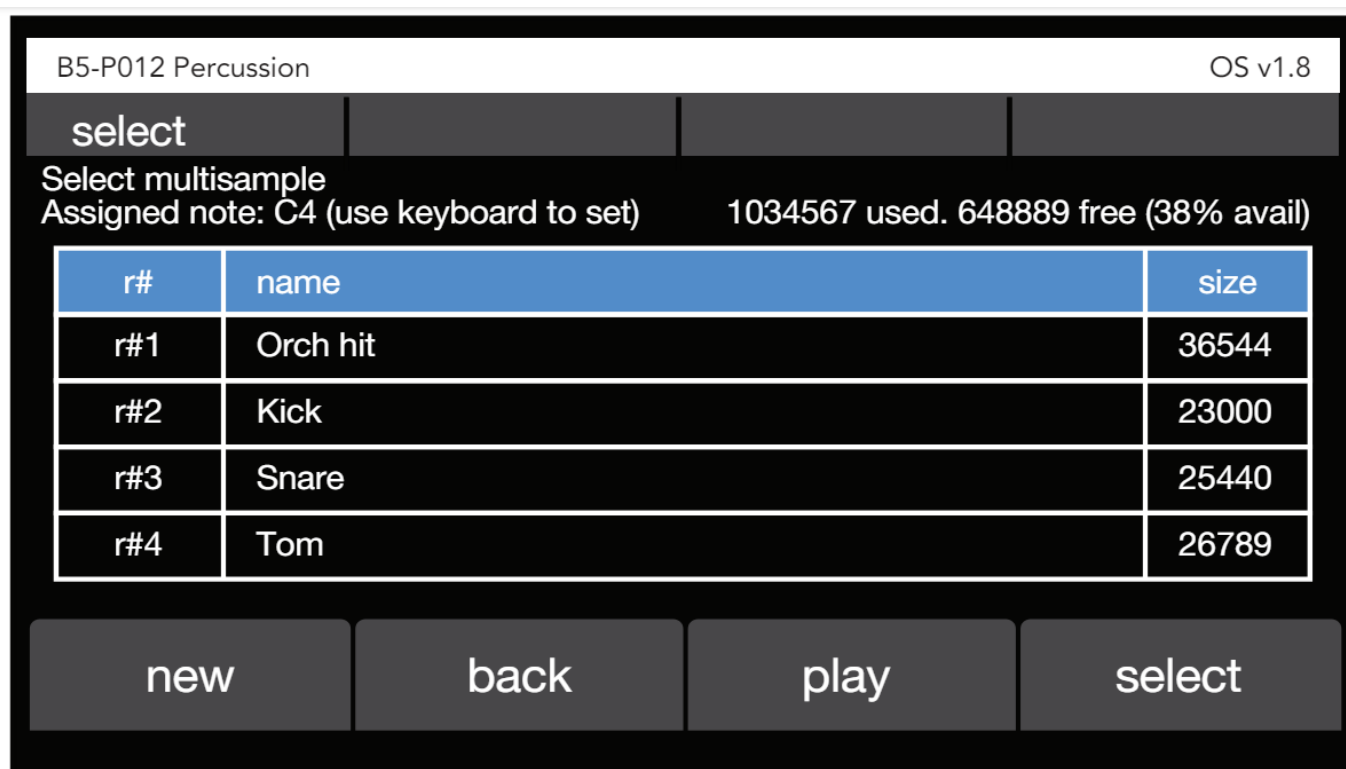 B5-P012 Percussion OS v1.8
select
Select multisample
Assigned note: C4 (use keyboard to set) 1034567 used. 648889 free (38% avail)
r# name size
r#1 Orch hit 36544
r#2 Kick 23000
r#3 Snare 25440
r#4 Tom 26789
new back play select